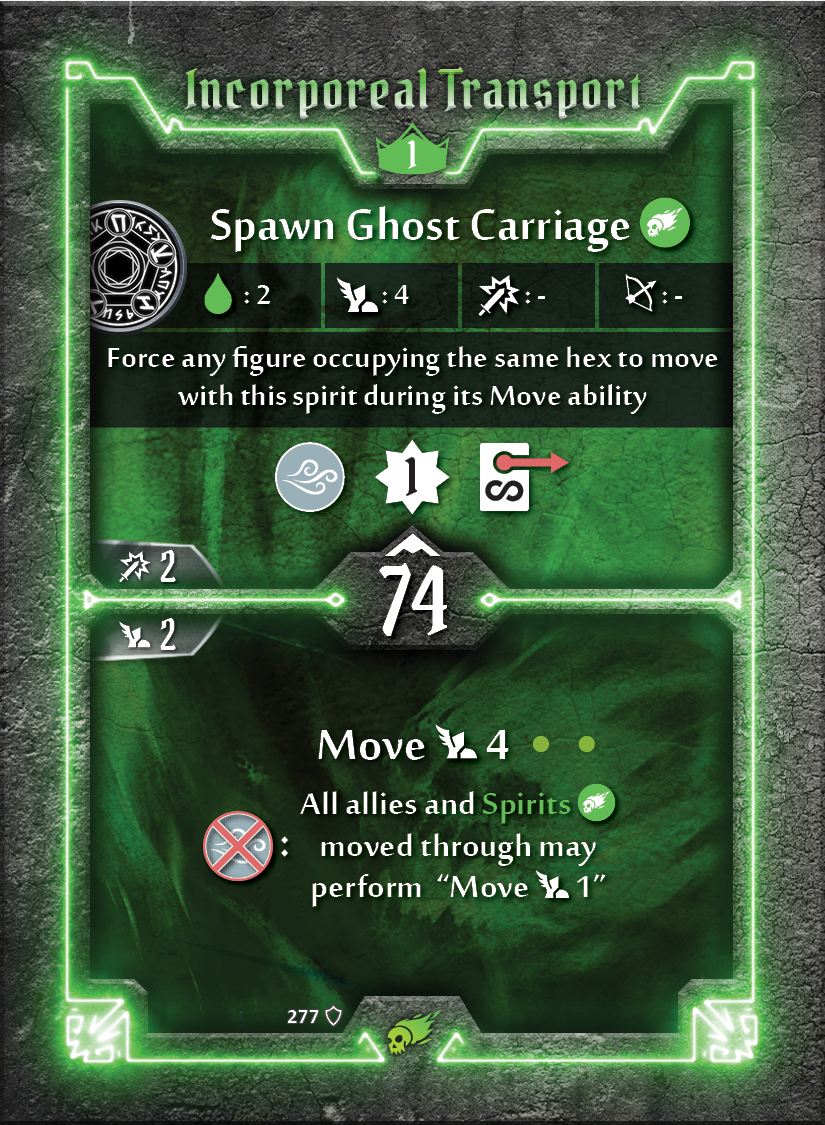 Incorporeal Transport
1
Spawn Ghost Carriage
: 2 : 4 : - : -
Force any figure occupying the same hex to move
with this spirit during its Move ability
1
2
74
2
Move 4
All allies and Spirits
: moved through may
perform “Move 1”
277